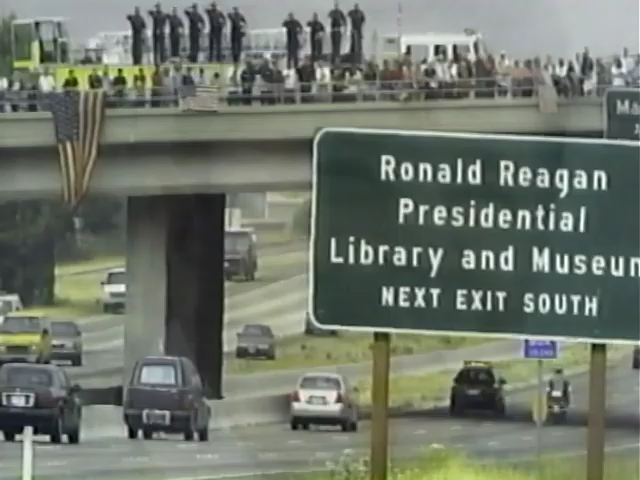 Ronald Reagan
Presidential
Library and Museum
NEXT EXIT SOUTH